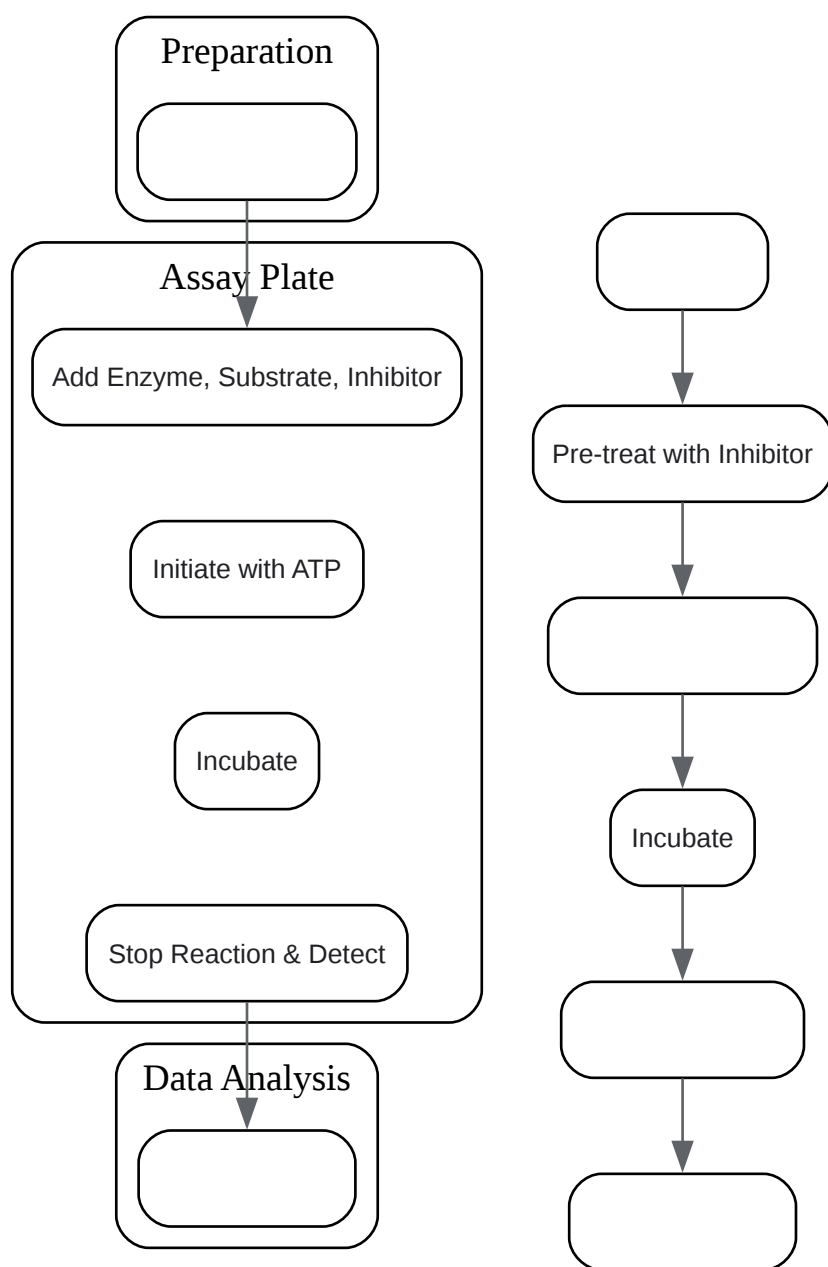 Preparation
Assay Plate
Add Enzyme, Substrate, Inhibitor
Initiate with ATP
Incubate
Stop Reaction & Detect
Data Analysis
Pre-treat with Inhibitor
Incubate